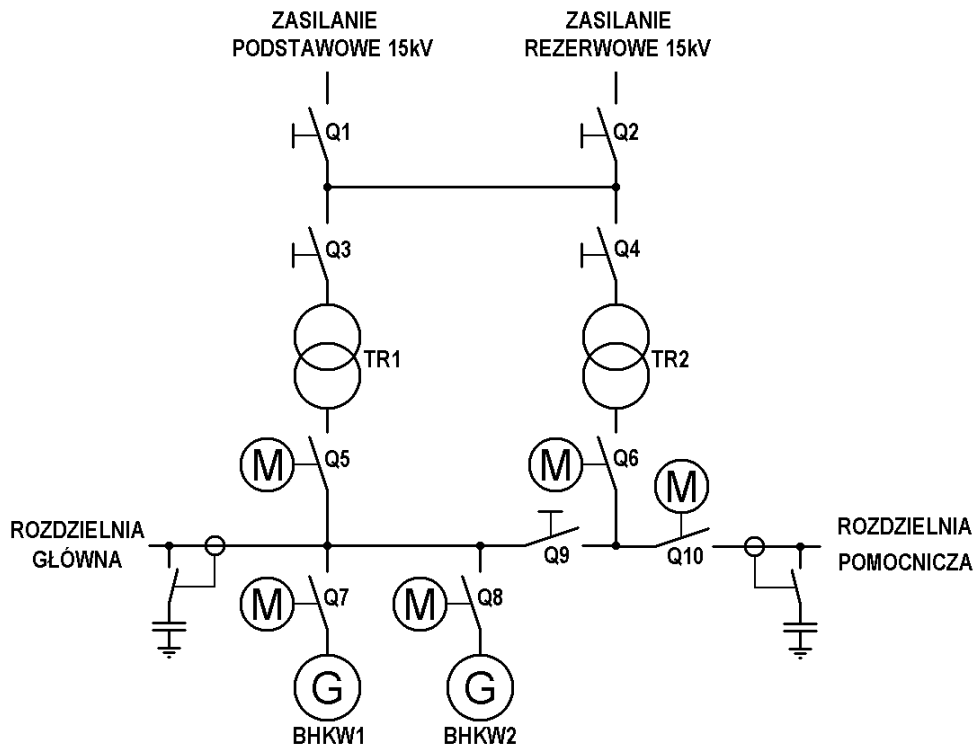 ZASILANIE
PODSTAWOWE 15kV
ZASILANIE
REZERWOWE 15kV
Q1
Q2
Q3
Q4
TR1
TR2
M
Q5
M
Q6
M
ROZDZIELNIA
GŁÓWNA
Q9
Q10
ROZDZIELNIA
POMOCNICZA
M
Q7
M
Q8
G
G
BHKW1
BHKW2